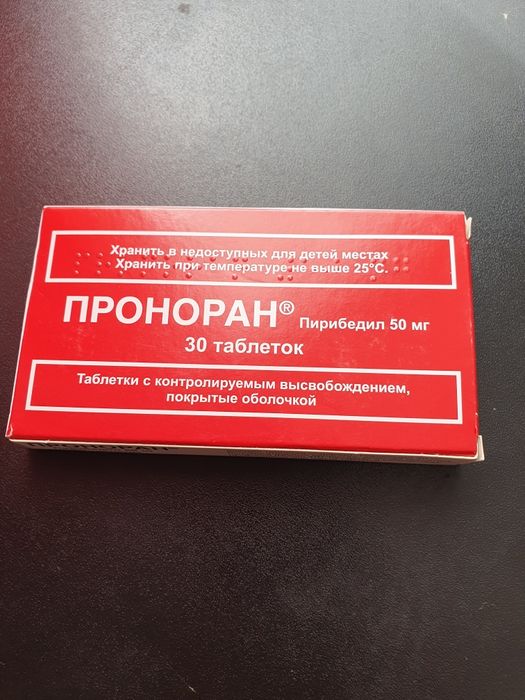 Хранить в недоступных для детей местах
Хранить при температуре не выше 25°C.
ПРОНОРАН® Пирибедил 50 мг
30 таблеток
Таблетки с контролируемым высвобождением,
покрытые оболочкой
ПРОНОРАН